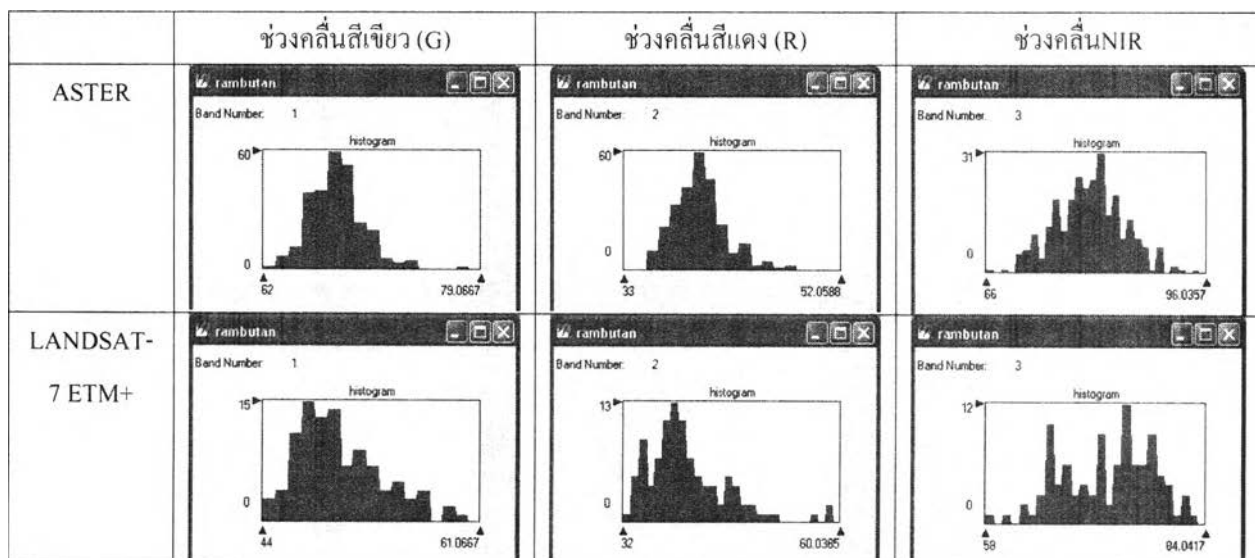 ช่วงคลื่นสีเขียว (G) ช่วงคลื่นสีแดง (R) ช่วงคลื่นNIR
ASTER
rambutan
Band Number: 1
histogram
60
0
62 79.0667
rambutan
Band Number: 2
histogram
60
0
33 52.0588
rambutan
Band Number: 3
histogram
31
0
66 96.0357
LANDSAT-
7 ETM+
rambutan
Band Number: 1
histogram
15
0
44 61.0667
rambutan
Band Number: 2
histogram
13
0
32 60.0385
rambutan
Band Number: 3
histogram
12
0
58 84.0417